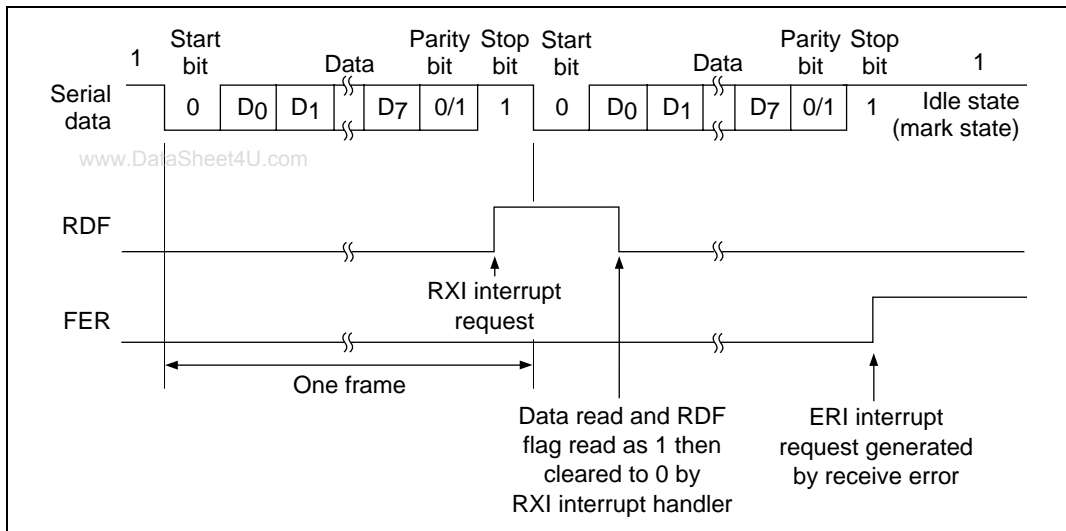 1 Start bit Data Parity bit Stop bit Start bit Data Parity bit Stop bit 1
Serial data 0 D0 D1 D7 0/1 1 0 D0 D1 D7 0/1 1 Idle state (mark state)
www.DataSheet4U.com
RDF
RXI interrupt
request
FER
One frame
Data read and RDF
flag read as 1 then
cleared to 0 by
RXI interrupt handler
ERI interrupt
request generated
by receive error